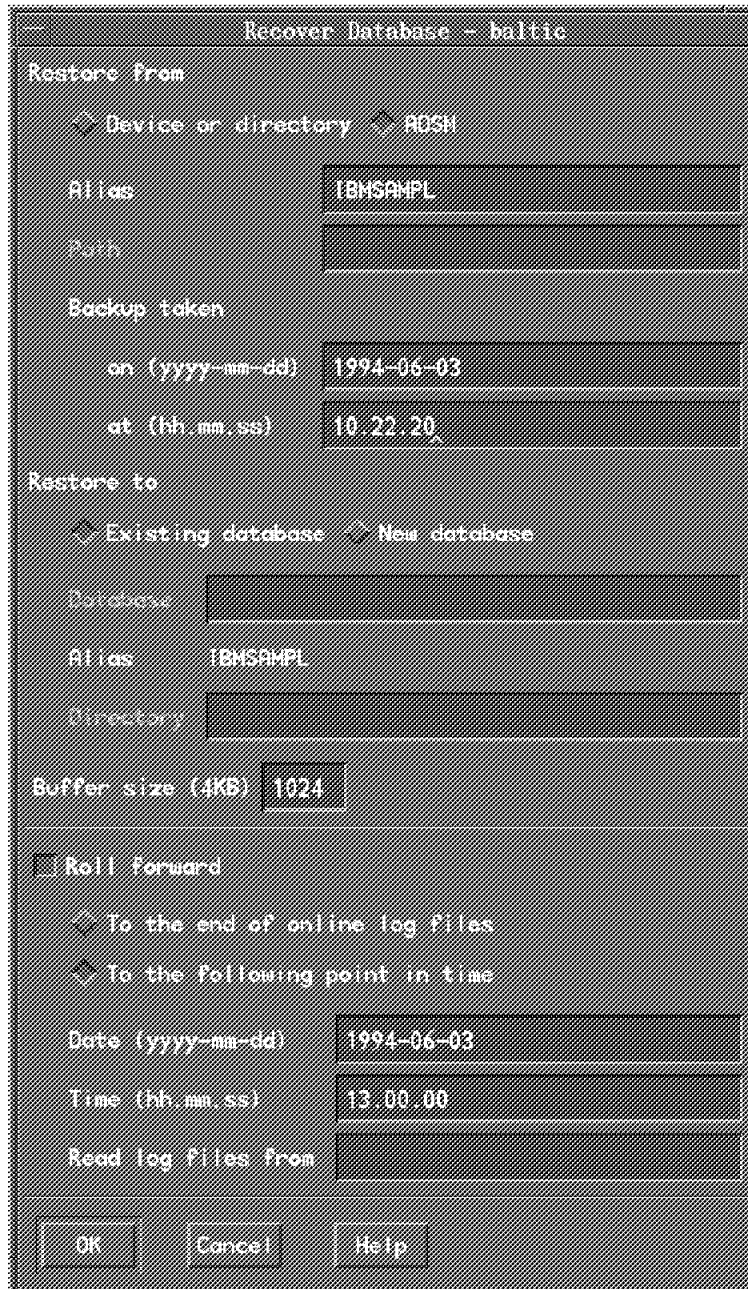 Recover Database - baltic
Restore from
Device or directory ADSM
Alias IBMSAMPL
Path
Backup taken
on (yyyy-mm-dd) 1994-06-03
at (hh.mm.ss) 10.22.20
Restore to
Existing database New database
Database
Alias IBMSAMPL
Directory
Buffer size (4KB) 1024
Roll forward
To the end of online log files
To the following point in time
Date (yyyy-mm-dd) 1994-06-03
Time (hh.mm.ss) 13.00.00
Read log files from
OK Cancel Help